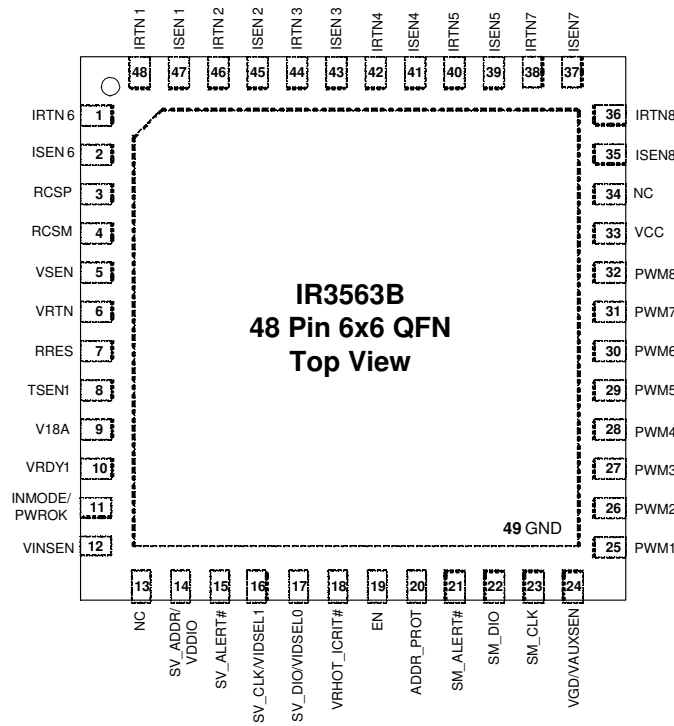 IRTN 1
ISEN 1
IRTN 2
ISEN 2
IRTN 3
ISEN 3
IRTN4
ISEN4
IRTN5
ISEN5
IRTN7
ISEN7
48
47
46
45
44
43
42
41
40
39
38
37
IRTN 6
1
ISEN 6
2
RCSP
3
RCSM
4
VSEN
5
VRTN
6
RRES
7
TSEN1
8
V18A
9
VRDY1
10
INMODE/
PWROK
11
VINSEN
12
IR3563B
48 Pin 6x6 QFN
Top View
49 GND
36
IRTN8
35
ISEN8
34
NC
33
VCC
32
PWM8
31
PWM7
30
PWM6
29
PWM5
28
PWM4
27
PWM3
26
PWM2
25
PWM1
13
14
15
16
17
18
19
20
21
22
23
24
NC
SV_ADDR/
VDDIO
SV_ALERT#
SV_CLK/VIDSEL1
SV_DIO/VIDSEL0
VRHOT_ICRIT#
EN
ADDR_PROT
SM_ALERT#
SM_DIO
SM_CLK
VGD/VAUXSEN